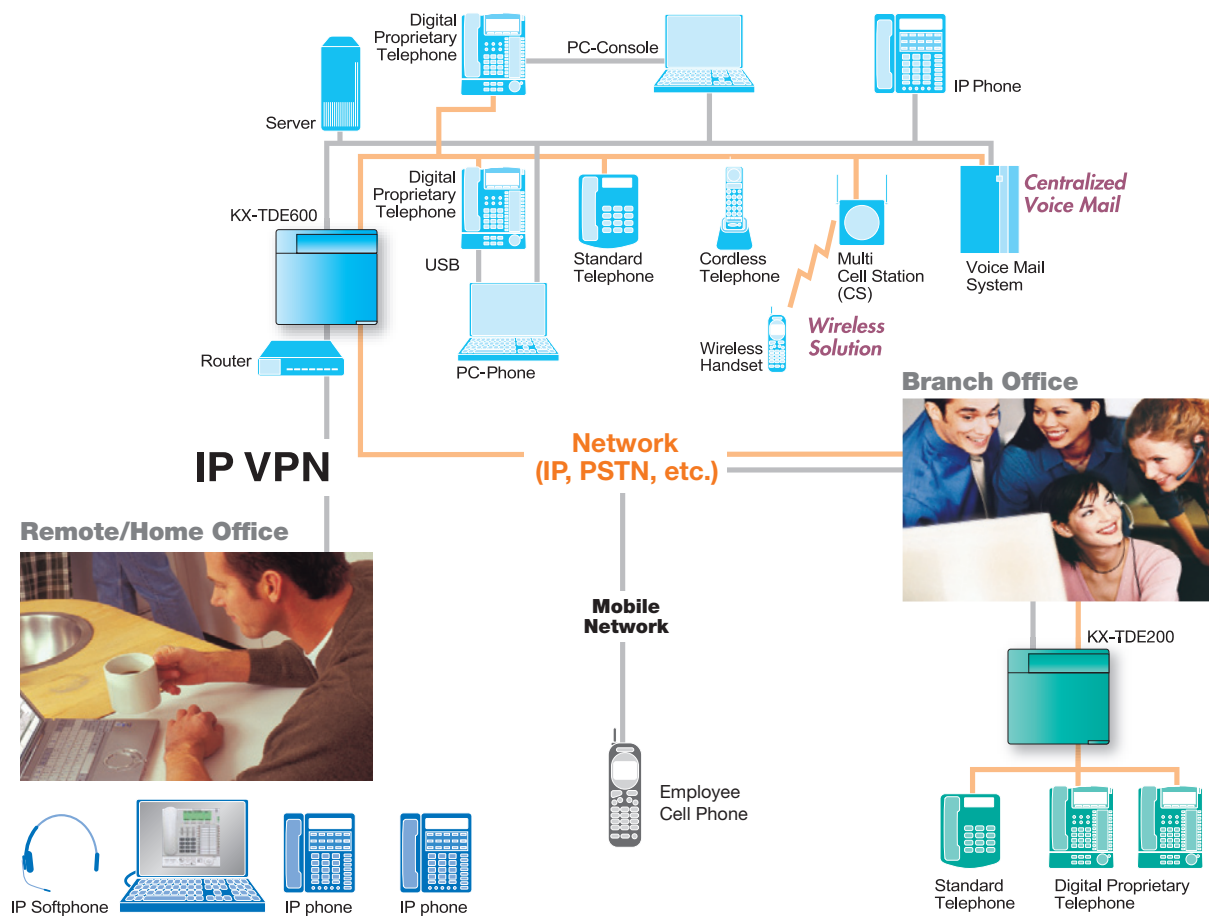 Digital
Proprietary
Telephone
PC-Console
IP Phone
Server
Digital
Proprietary
Telephone
Centralized
Voice Mail
KX-TDE600
USB
Standard
Telephone
Cordless
Telephone
Multi
Cell Station
(CS)
Voice Mail
System
Wireless
Solution
Wireless
Handset
Router
PC-Phone
Branch Office
Network
(IP, PSTN, etc.)
IP VPN
Remote/Home Office
Mobile
Network
KX-TDE200
Employee
Cell Phone
Standard
Telephone
Digital Proprietary
Telephone
IP Softphone
IP phone
IP phone